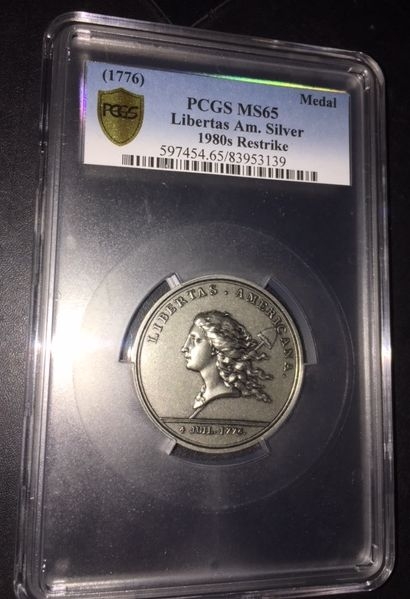 (1776)
Medal
PCGS
PCGS MS65
Libertas Am. Silver
1980s Restrike
597454.65/83953139
LIBERTAS . AMERICANA.
4 JUIL. 1776.